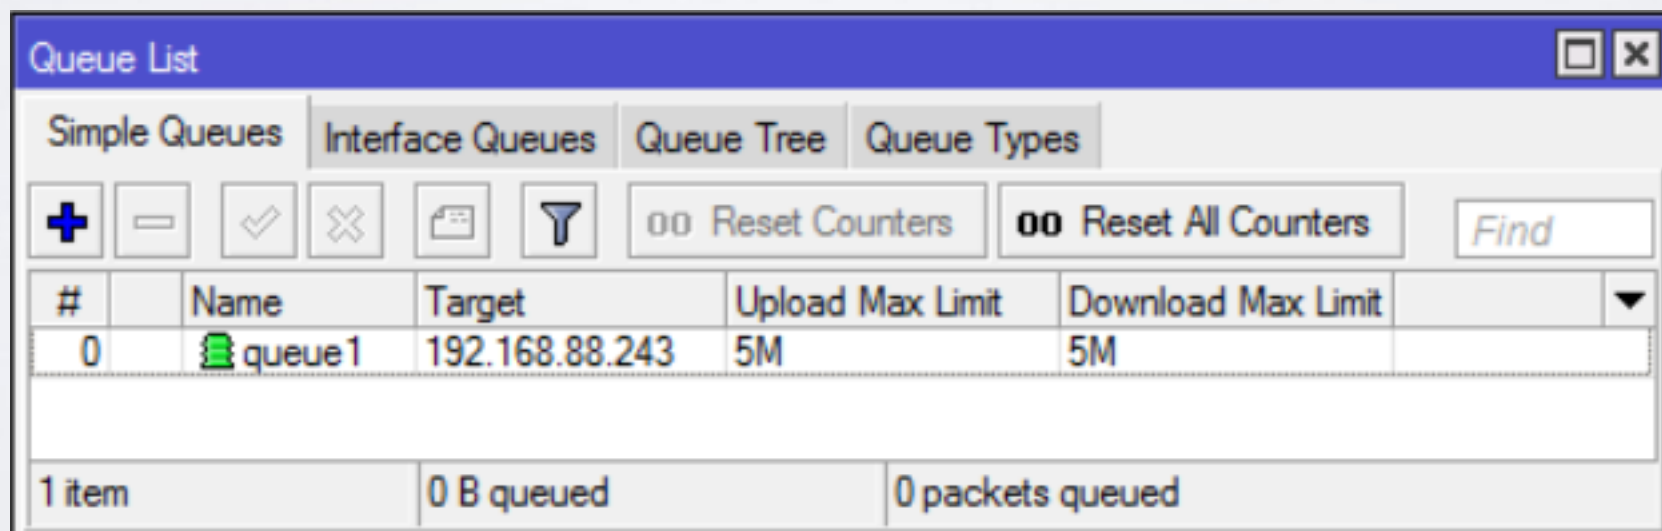 Queue List
Simple Queues Interface Queues Queue Tree Queue Types
00 Reset Counters 00 Reset All Counters Find
# Name Target Upload Max Limit Download Max Limit
0 queue1 192.168.88.243 5M 5M
1 item 0 B queued 0 packets queued